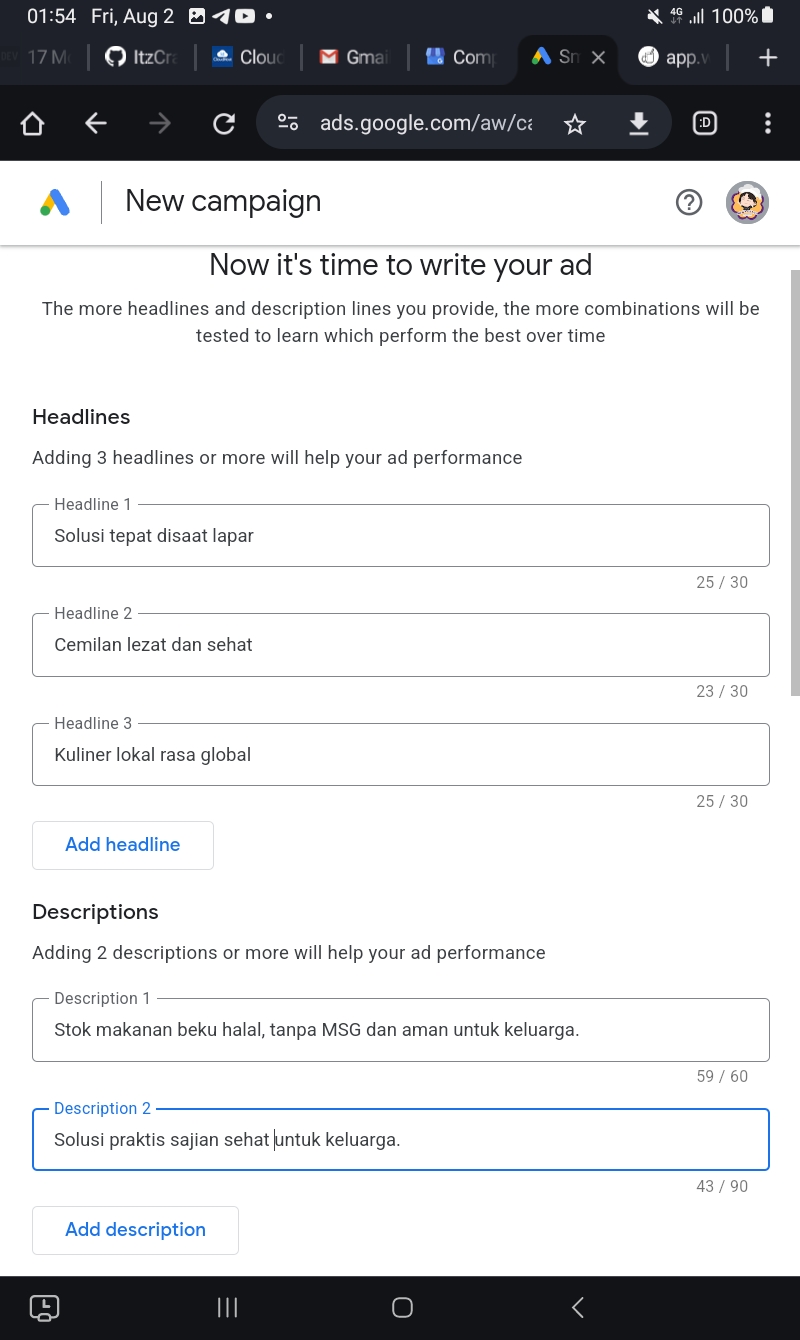 01:54 Fri, Aug 2 4G 100%
17 M ItzCr Cloud Gmai Comp Sm app.v
ads.google.com/aw/ca :D
New campaign
Now it's time to write your ad
The more headlines and description lines you provide, the more combinations will be
tested to learn which perform the best over time
Headlines
Adding 3 headlines or more will help your ad performance
Headline 1
Solusi tepat disaat lapar
25 / 30
Headline 2
Cemilan lezat dan sehat
23 / 30
Headline 3
Kuliner lokal rasa global
25 / 30
Add headline
Descriptions
Adding 2 descriptions or more will help your ad performance
Description 1
Stok makanan beku halal, tanpa MSG dan aman untuk keluarga.
59 / 60
Description 2
Solusi praktis sajian sehat untuk keluarga.
43 / 90
Add description